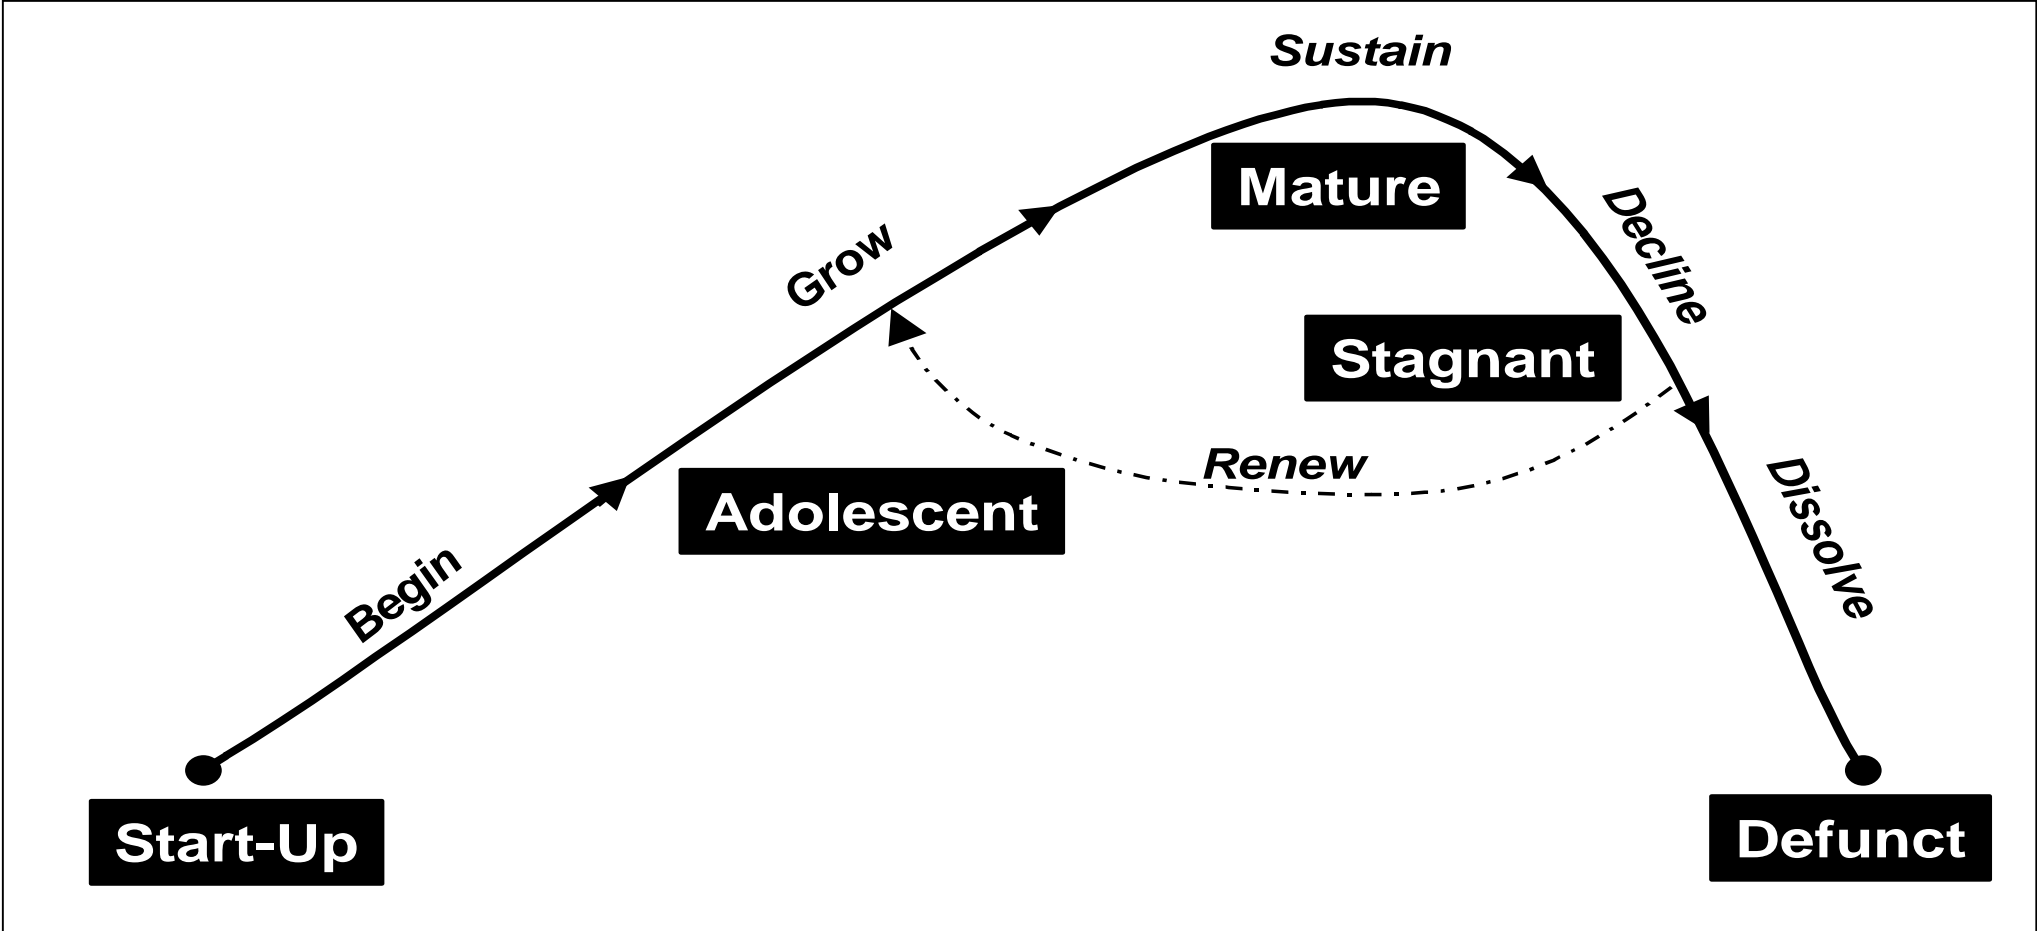 Sustain
Mature
Decline
Grow
Stagnant
Renew
Adolescent
Dissolve
Begin
Start-Up
Defunct